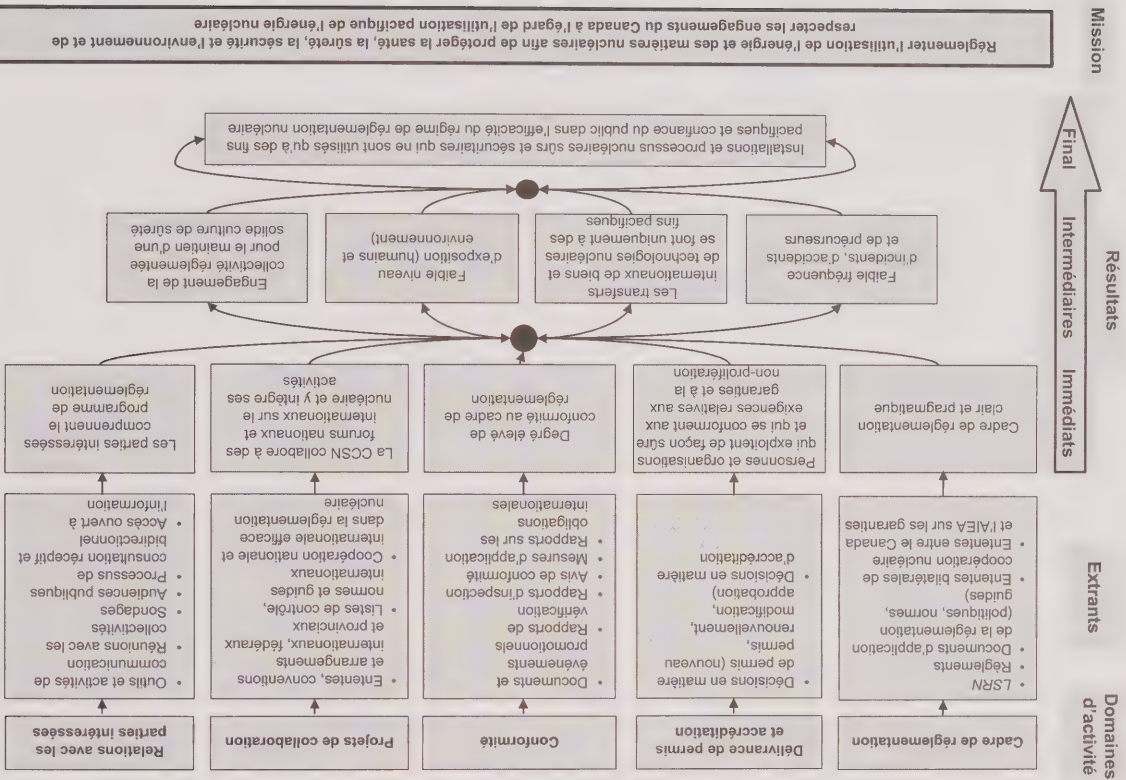 Domaines
d'activité
Cadre de réglementation
Délivrance de permis
et accréditation
Conformité
Projets de collaboration
Relations avec les
parties intéressées
Extrants
• LSRN
• Règlements
• Documents d'application
de la réglementation
(politiques, normes,
guides)
• Ententes bilatérales de
coopération nucléaire
• Ententes entre le Canada
et l'AIEA sur les garanties
• Décisions en matière
de permis (nouveau
permis,
renouvellement,
modification,
approbation)
• Décisions en matière
d'accréditation
• Documents et
événements
promotionnels
• Rapports de
vérification
• Rapports d'inspection
• Avis de conformité
• Mesures d'application
• Rapports sur les
obligations
internationales
• Ententes, conventions
et arrangements
internationaux, fédéraux
et provinciaux
• Listes de contrôle,
normes et guides
internationaux
• Coopération nationale et
internationale efficace
dans la réglementation
nucléaire
• Outils et activités de
communication
• Réunions avec les
collectivités
• Sondages
• Audiences publiques
• Processus de
consultation réceptif et
bidirectionnel
• Accès ouvert à
l'information
Résultats
Immédiats
Cadre de réglementation
clair et pragmatique
Personnes et organisations
qui exploitent de façon sûre
et qui se conforment aux
exigences relatives aux
garanties et à la
non-prolifération
Degré élevé de
conformité au cadre de
réglementation
La CCSN collabore à des
forums nationaux et
internationaux sur le
nucléaire et y intègre ses
activités
Les parties intéressées
comprennent le
programme de
réglementation
Intermédiaires
Faible fréquence
d'incidents, d'accidents
et de précurseurs
Les transferts
internationaux de biens et
de technologies nucléaires
se font uniquement à des
fins pacifiques
Faible niveau
d'exposition (humains et
environnement)
Engagement de la
collectivité réglementée
pour le maintien d'une
solide culture de sûreté
Final
Installations et processus nucléaires sûrs et sécuritaires qui ne sont utilisés qu'à des fins
pacifiques et confiance du public dans l'efficacité du régime de réglementation nucléaire
Mission
Réglementer l'utilisation de l'énergie et des matières nucléaires afin de protéger la santé, la sûreté, la sécurité et l'environnement et de
respecter les engagements du Canada à l'égard de l'utilisation pacifique de l'énergie nucléaire